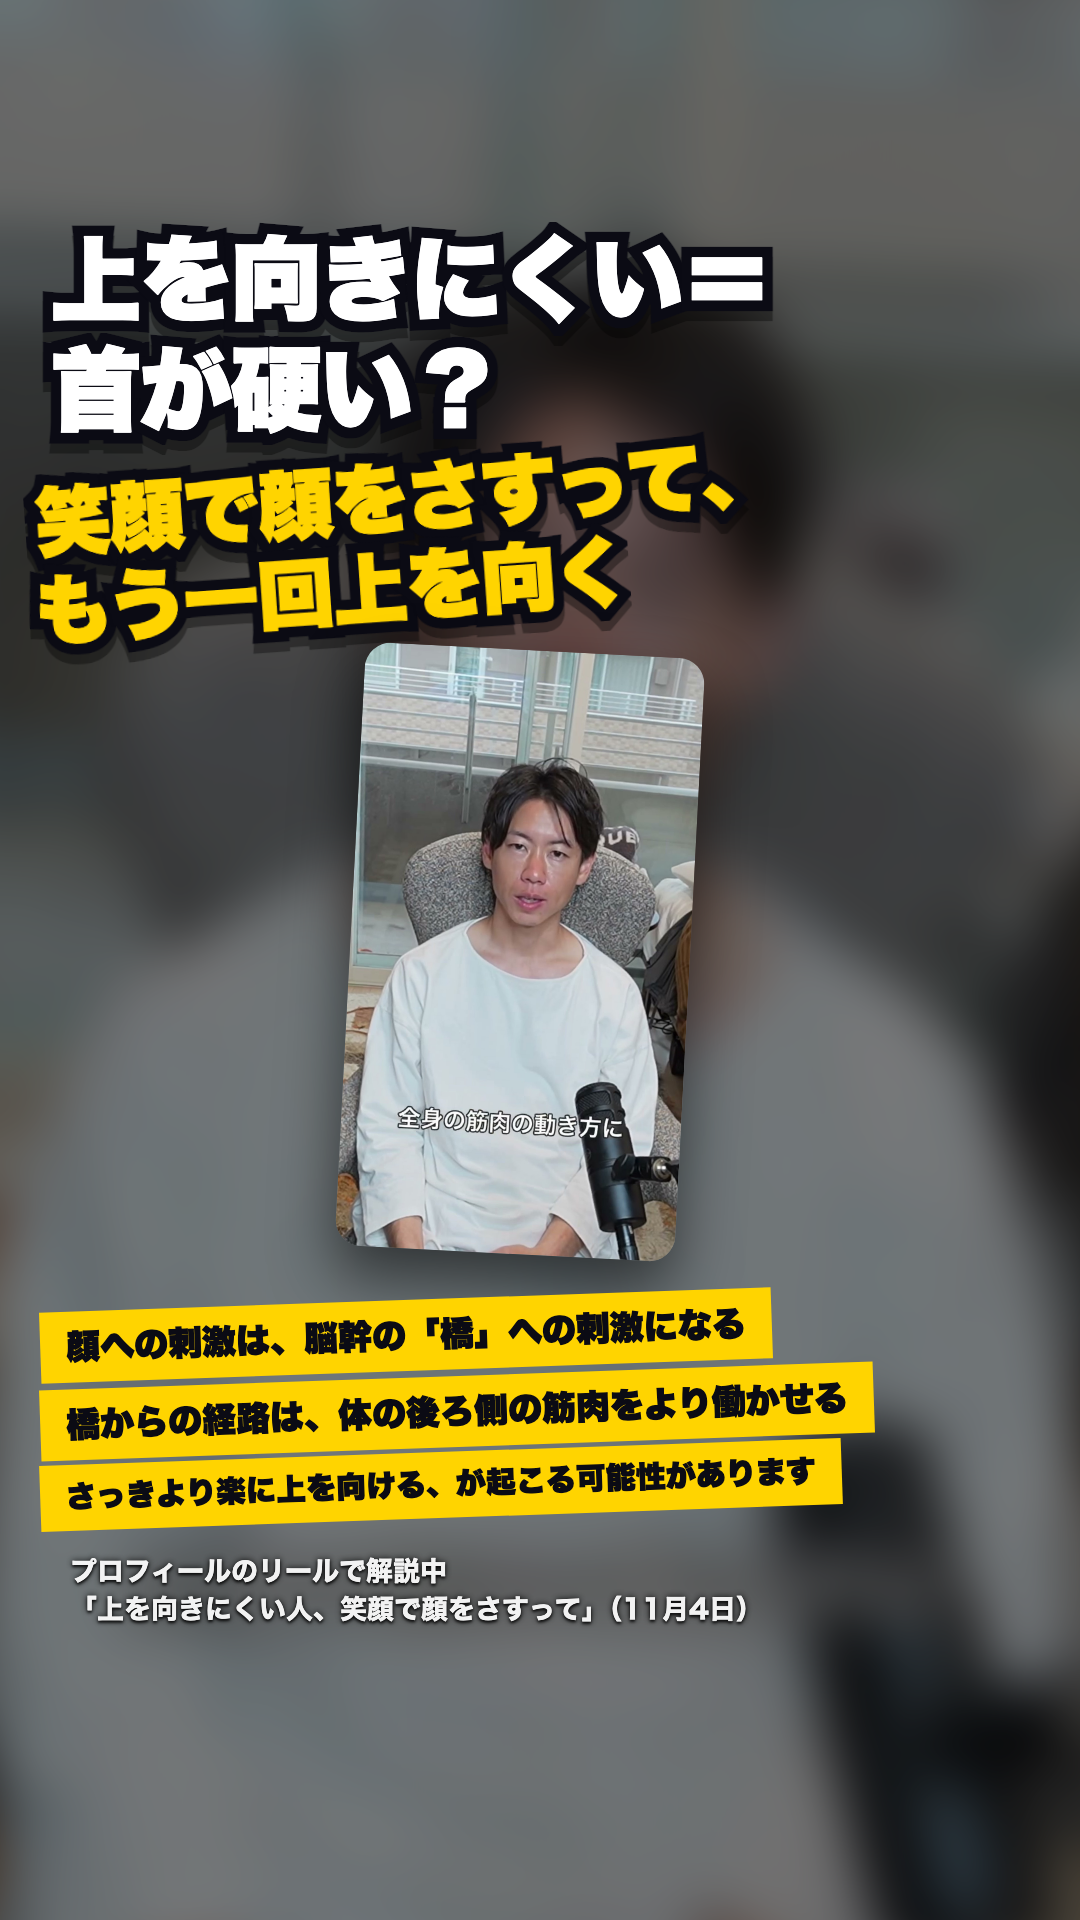 上を向きにくい＝
首が硬い？
笑顔で顔をさすって、
もう一回上を向く
全身の筋肉の動き方に
顔への刺激は、脳幹の「橋」への刺激になる
橋からの経路は、体の後ろ側の筋肉をより働かせる
さっきより楽に上を向ける、が起こる可能性があります
プロフィールのリールで解説中
「上を向きにくい人、笑顔で顔をさすって」（11月4日）